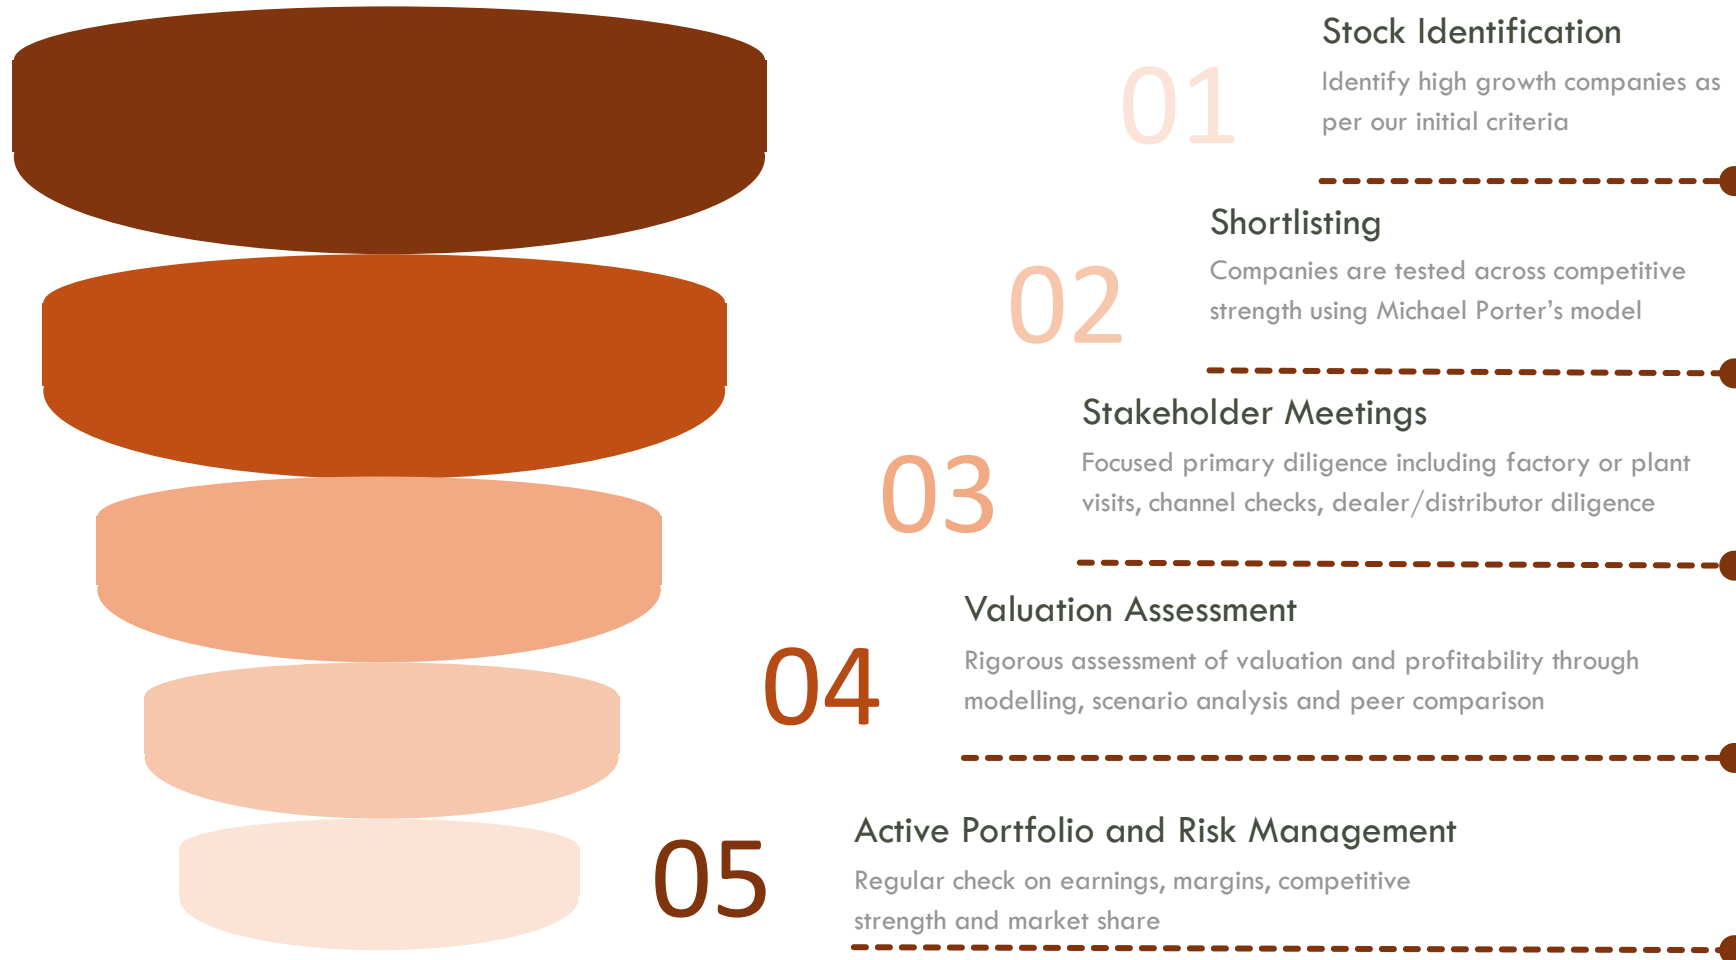 Stock Identification
01
Identify high growth companies as
per our initial criteria
Shortlisting
02
Companies are tested across competitive
strength using Michael Porter’s model
Stakeholder Meetings
03
Focused primary diligence including factory or plant
visits, channel checks, dealer/distributor diligence
Valuation Assessment
04
Rigorous assessment of valuation and profitability through
modelling, scenario analysis and peer comparison
Active Portfolio and Risk Management
05
Regular check on earnings, margins, competitive
strength and market share